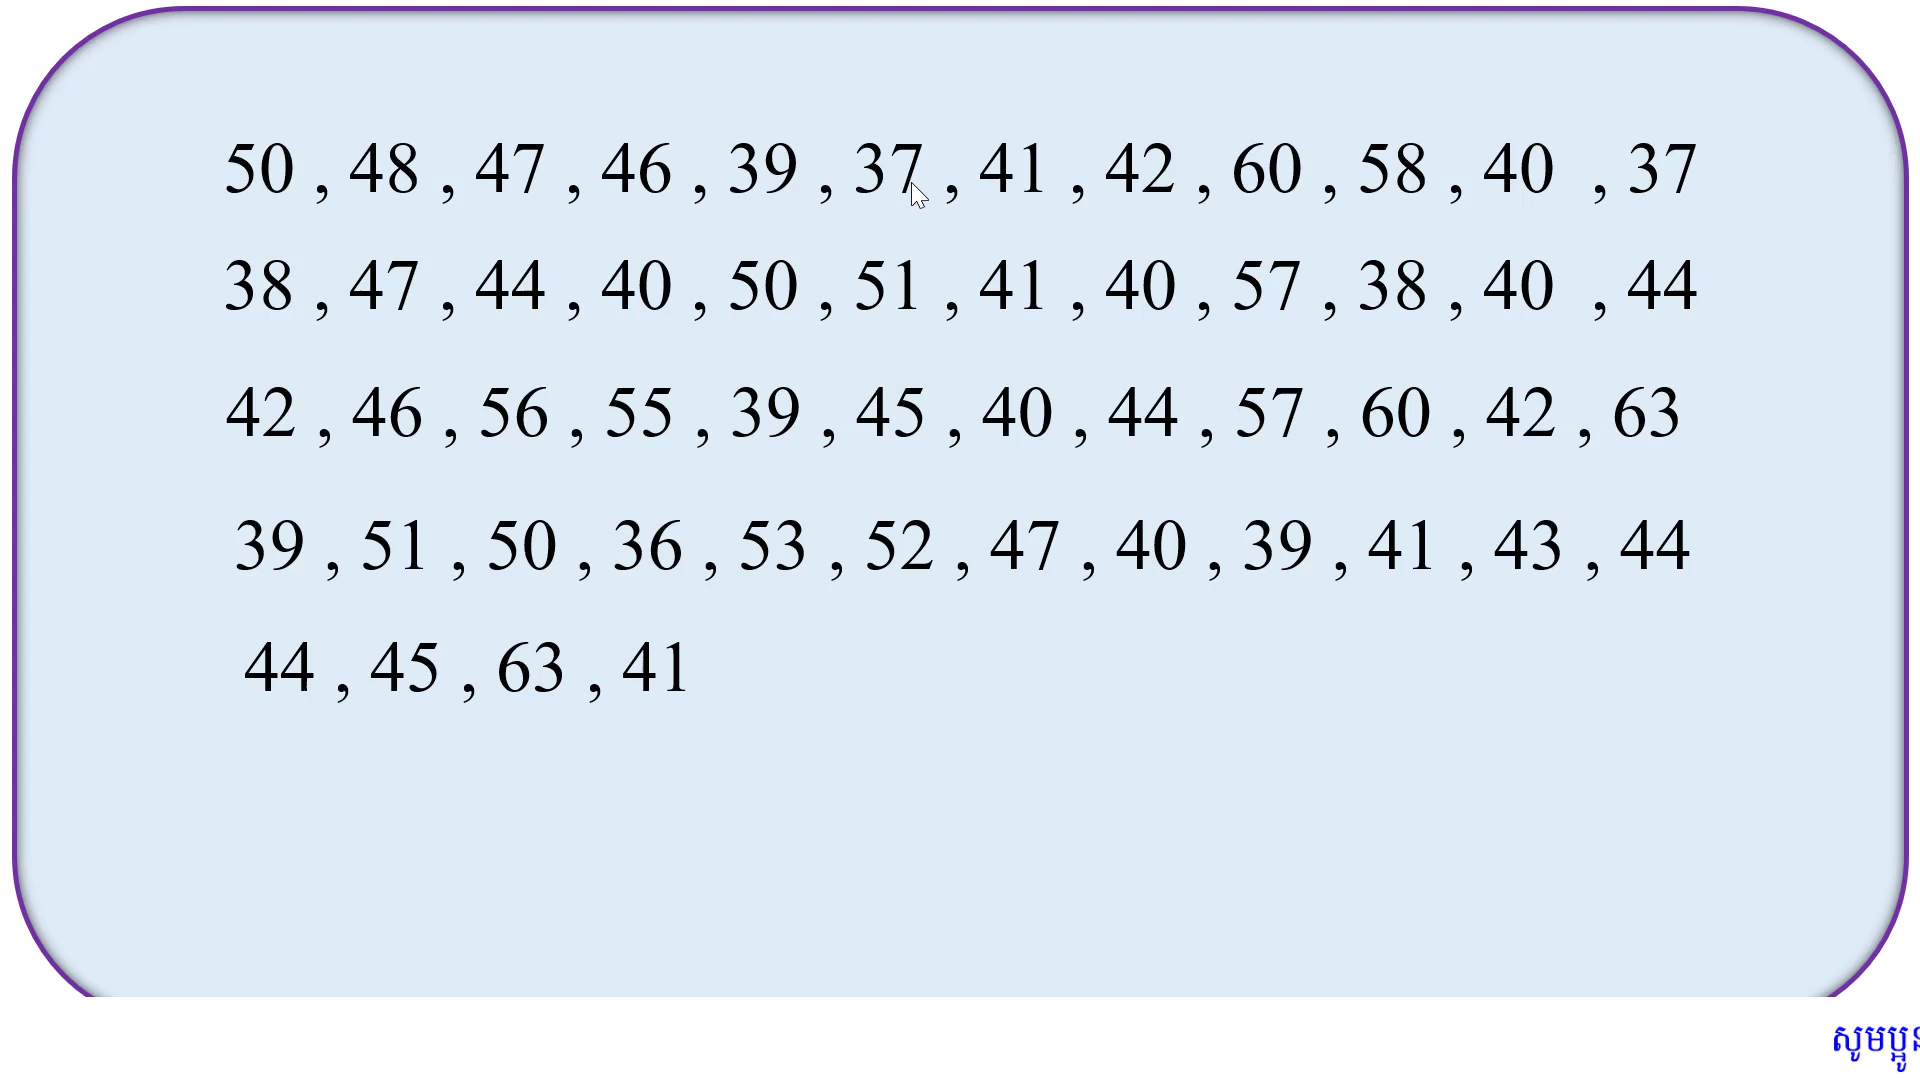 50 , 48 , 47 , 46 , 39 , 37 , 41 , 42 , 60 , 58 , 40 , 37
38 , 47 , 44 , 40 , 50 , 51 , 41 , 40 , 57 , 38 , 40 , 44
42 , 46 , 56 , 55 , 39 , 45 , 40 , 44 , 57 , 60 , 42 , 63
39 , 51 , 50 , 36 , 53 , 52 , 47 , 40 , 39 , 41 , 43 , 44
44 , 45 , 63 , 41
សូម